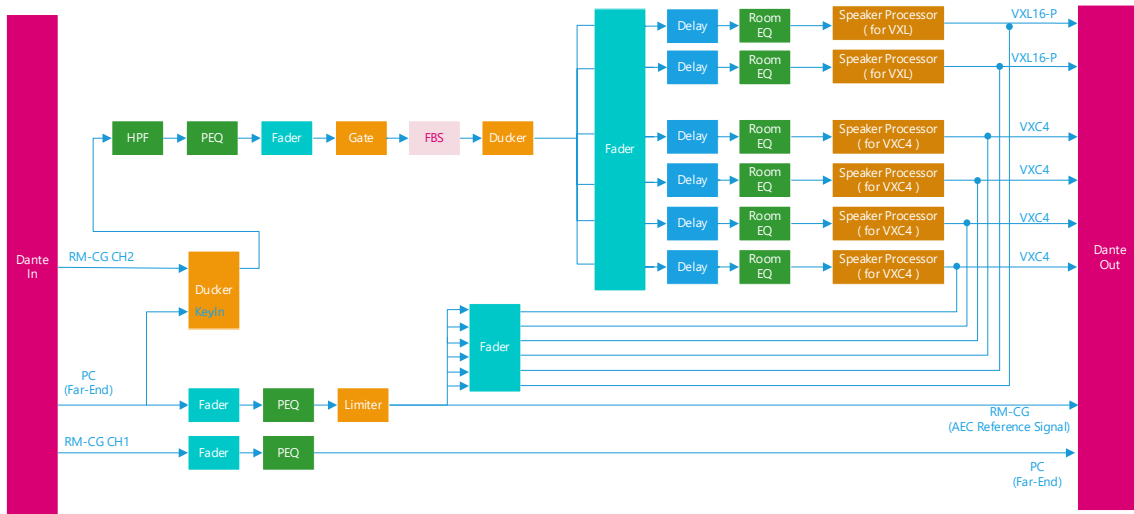 Delay
Room
EQ
Speaker Processor
( for VXL)
VXL16-P
Delay
Room
EQ
Speaker Processor
( for VXL)
VXL16-P
HPF
PEQ
Fader
Gate
FBS
Ducker
Fader
Delay
Room
EQ
Speaker Processor
( for VXC4 )
VXC4
Delay
Room
EQ
Speaker Processor
( for VXC4 )
VXC4
Delay
Room
EQ
Speaker Processor
( for VXC4 )
VXC4
Delay
Room
EQ
Speaker Processor
( for VXC4 )
VXC4
Dante
In
Dante
Out
RM-CG CH2
Ducker
KeyIn
Fader
PC
(Far-End)
Fader
PEQ
Limiter
RM-CG
(AEC Reference Signal)
RM-CG CH1
Fader
PEQ
PC
(Far-End)